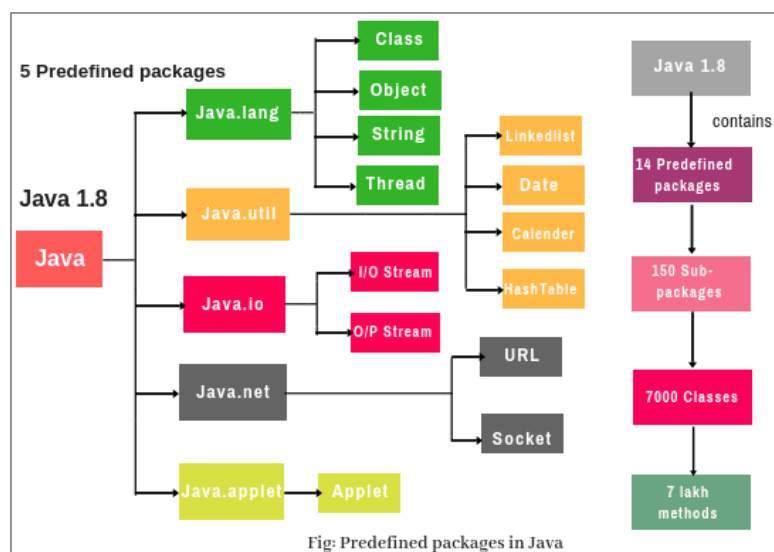 5 Predefined packages
Java 1.8
Java
Java.lang
Class
Object
String
Thread
Java.util
Linkedlist
Date
Calender
HashTable
Java.io
I/O Stream
O/P Stream
Java.net
URL
Socket
Java.applet
Applet
Java 1.8
contains
14 Predefined
packages
150 Sub-
packages
7000 Classes
7 lakh
methods
Fig: Predefined packages in Java